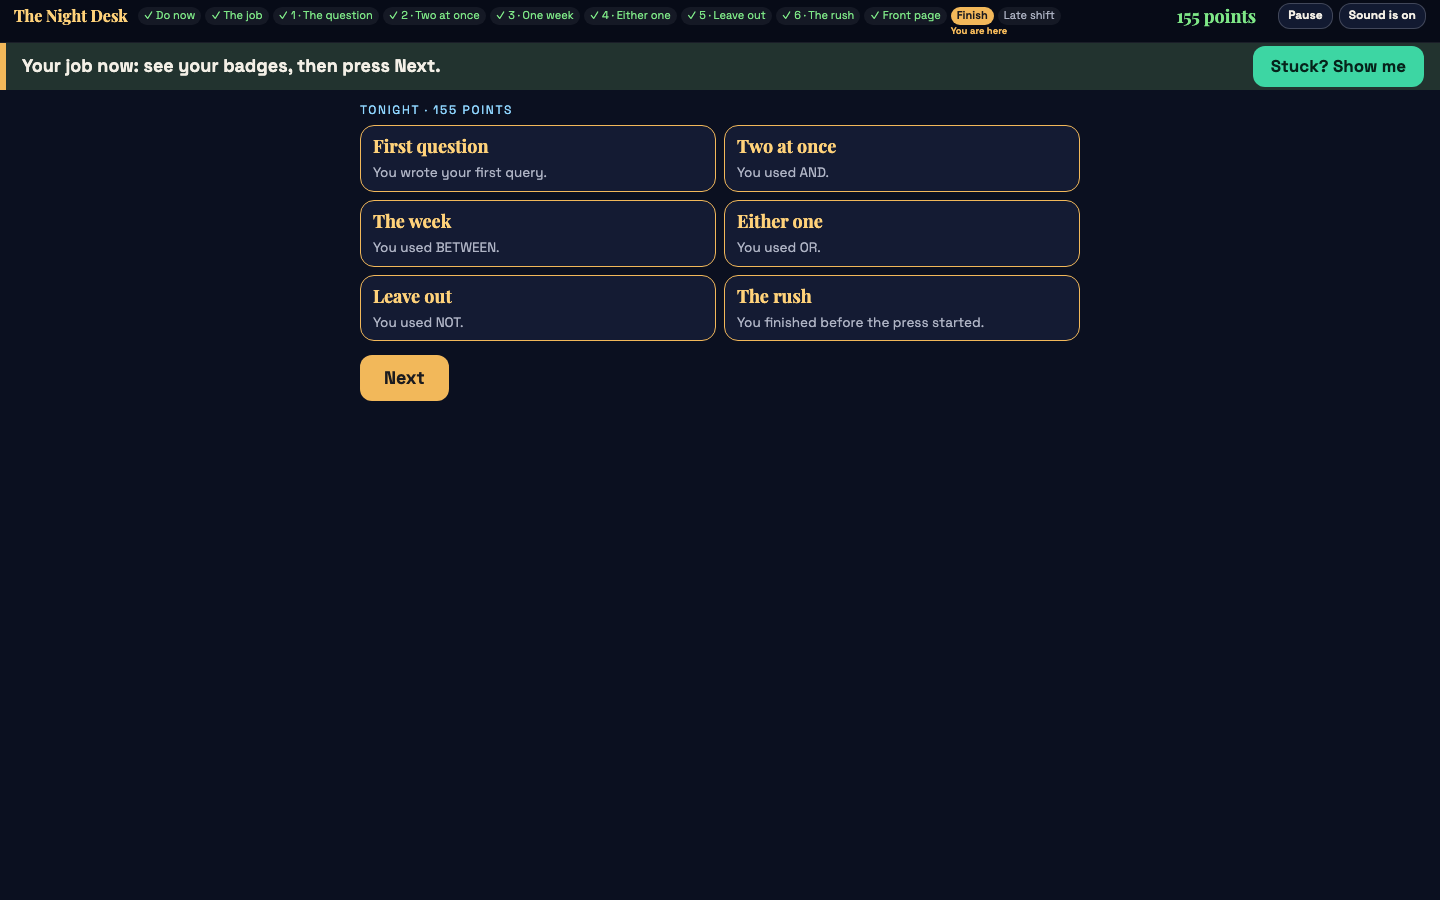 The Night Desk
✓ Do now
✓ The job
✓ 1 · The question
✓ 2 · Two at once
✓ 3 · One week
✓ 4 · Either one
✓ 5 · Leave out
✓ 6 · The rush
✓ Front page
Finish
Late shift
You are here
155 points
Pause
Sound is on
Your job now: see your badges, then press Next.
Stuck? Show me
TONIGHT · 155 POINTS
First question
You wrote your first query.
Two at once
You used AND.
The week
You used BETWEEN.
Either one
You used OR.
Leave out
You used NOT.
The rush
You finished before the press started.
Next